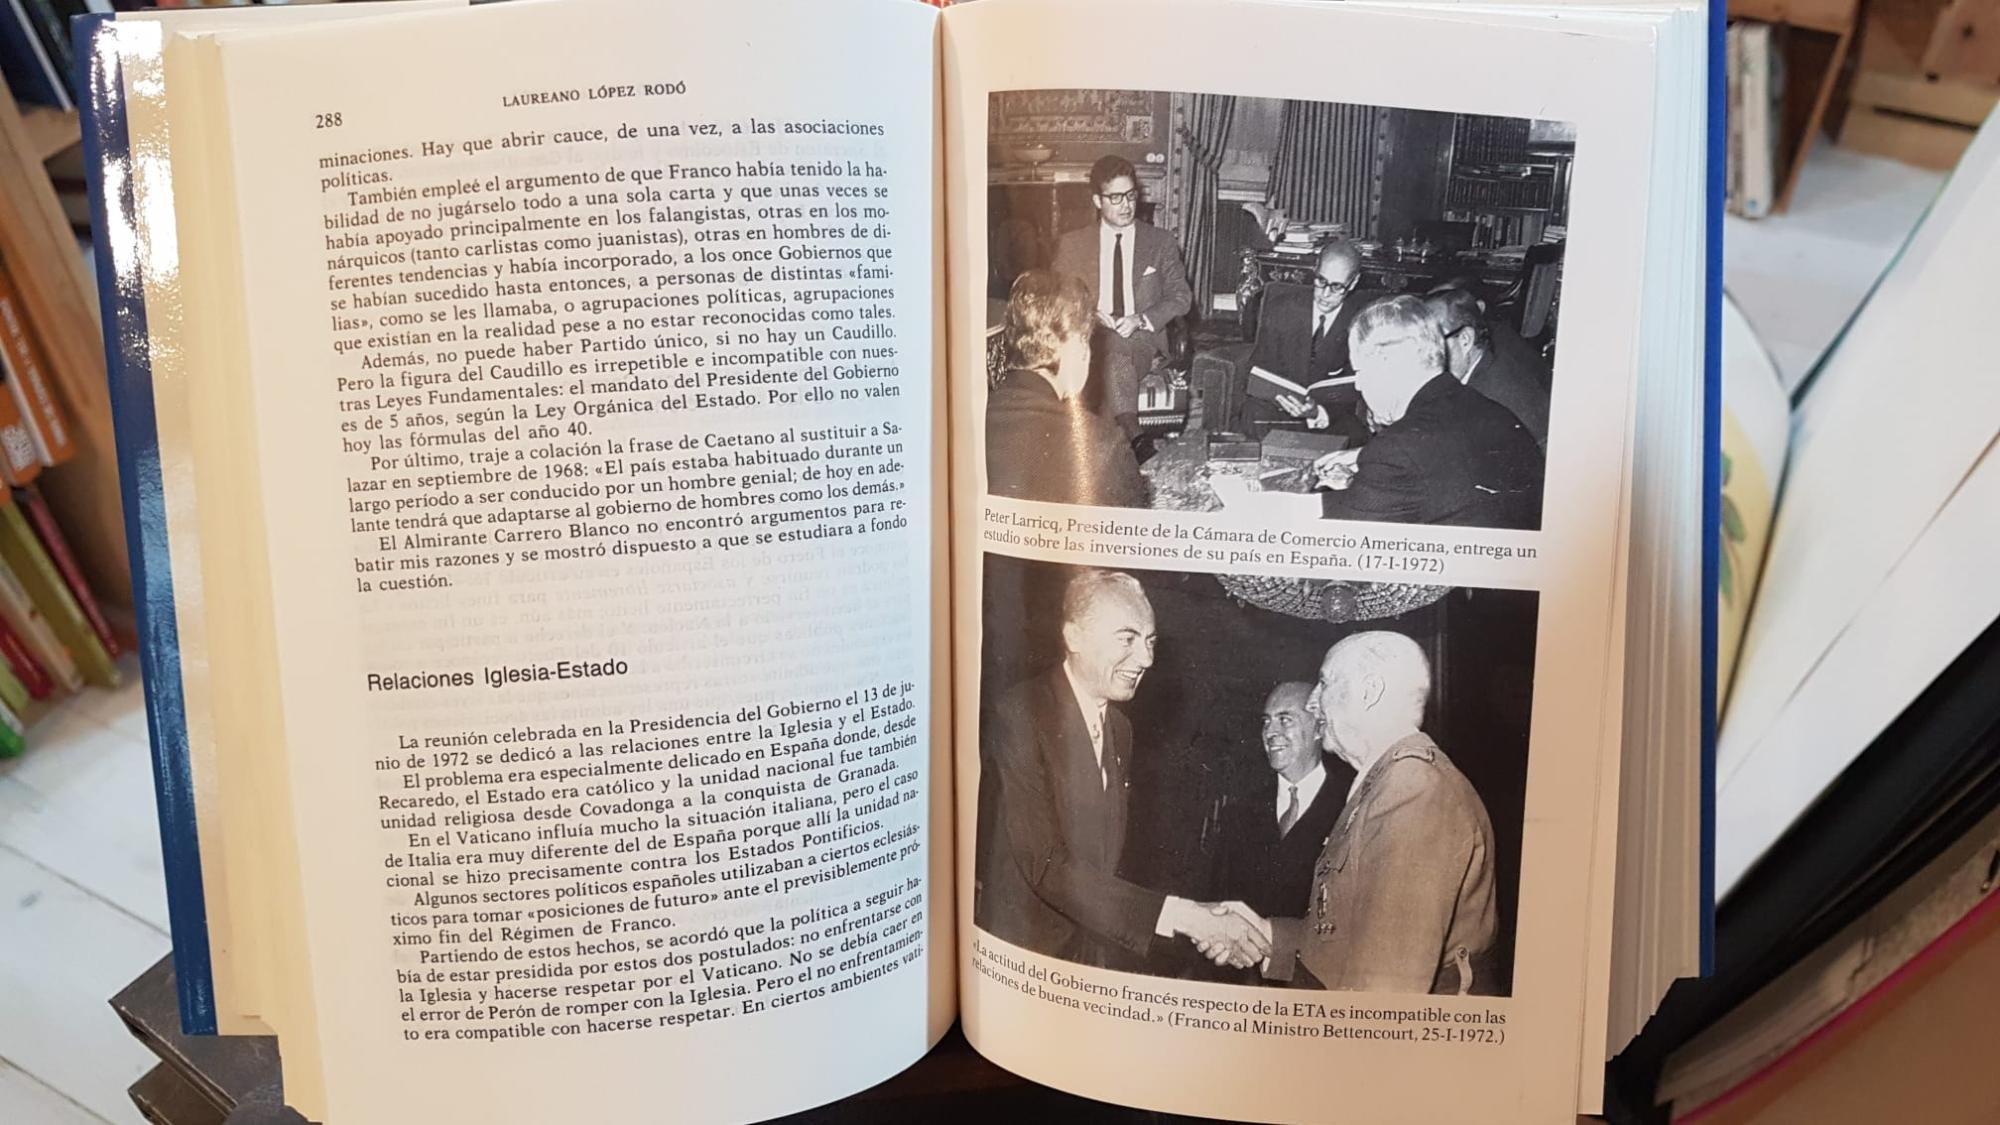 288
LAUREANO LÓPEZ RODÓ
minaciones. Hay que abrir cauce, de una vez, a las asociaciones
políticas.
También empleé el argumento de que Franco había tenido la ha-
bilidad de no jugárselo todo a una sola carta y que unas veces se
había apoyado principalmente en los falangistas, otras en los mo-
nárquicos (tanto carlistas como juanistas), otras en hombres de di-
ferentes tendencias y había incorporado, a los once Gobiernos que
se habían sucedido hasta entonces, a personas de distintas «fami-
lias», como se les llamaba, o agrupaciones políticas, agrupaciones
que existían en la realidad pese a no estar reconocidas como tales.
Además, no puede haber Partido único, si no hay un Caudillo.
Pero la figura del Caudillo es irrepetible e incompatible con nues-
tras Leyes Fundamentales: el mandato del Presidente del Gobierno
es de 5 años, según la Ley Orgánica del Estado. Por ello no valen
hoy las fórmulas del año 40.
Por último, traje a colación la frase de Caetano al sustituir a Sa-
lazar en septiembre de 1968: «El país estaba habituado durante un
largo período a ser conducido por un hombre genial; de hoy en ade-
lante tendrá que adaptarse al gobierno de hombres como los demás.»
El Almirante Carrero Blanco no encontró argumentos para re-
batir mis razones y se mostró dispuesto a que se estudiara a fondo
la cuestión.
Relaciones Iglesia-Estado
La reunión celebrada en la Presidencia del Gobierno el 13 de ju-
nio de 1972 se dedicó a las relaciones entre la Iglesia y el Estado.
El problema era especialmente delicado en España donde, desde
Recaredo, el Estado era católico y la unidad nacional fue también
unidad religiosa desde Covadonga a la conquista de Granada.
En el Vaticano influía mucho la situación italiana, pero el caso
de Italia era muy diferente del de España porque allí la unidad na-
cional se hizo precisamente contra los Estados Pontificios.
Algunos sectores políticos españoles utilizaban a ciertos eclesiás-
ticos para tomar «posiciones de futuro» ante el previsiblemente pró-
ximo fin del Régimen de Franco.
Partiendo de estos hechos, se acordó que la política a seguir ha-
bía de estar presidida por estos dos postulados: no enfrentarse con
la Iglesia y hacerse respetar por el Vaticano. No se debía caer en
el error de Perón de romper con la Iglesia. Pero el no enfrentamien-
to era compatible con hacerse respetar. En ciertos ambientes vati-
Peter Larricq, Presidente de la Cámara de Comercio Americana, entrega un
estudio sobre las inversiones de su país en España. (17-I-1972)
«La actitud del Gobierno francés respecto de la ETA es incompatible con las
relaciones de buena vecindad.» (Franco al Ministro Bettencourt, 25-I-1972.)